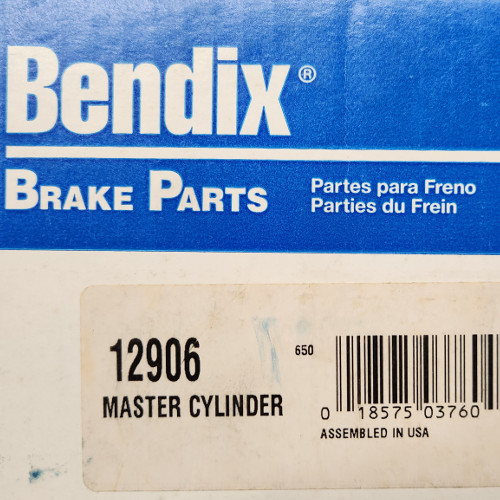 Bendix®
BRAKE PARTS
Partes para Freno
Parties du Frein
12906
MASTER CYLINDER
650
0 18575 03760
ASSEMBLED IN USA